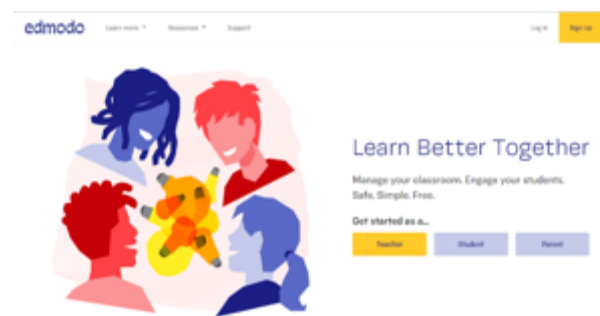 edmodo
Learn more
Resources
Support
Log in
Sign Up
Learn Better Together
Manage your classroom. Engage your students.
Safe. Simple. Free.
Get started as a...
Teacher
Student
Parent